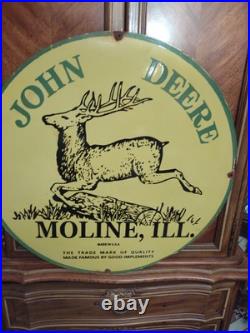 JOHN DEERE
MOLINE, ILL.
MADE IN U.S.A.
THE TRADE MARK OF QUALITY
MADE FAMOUS BY GOOD IMPLEMENTS